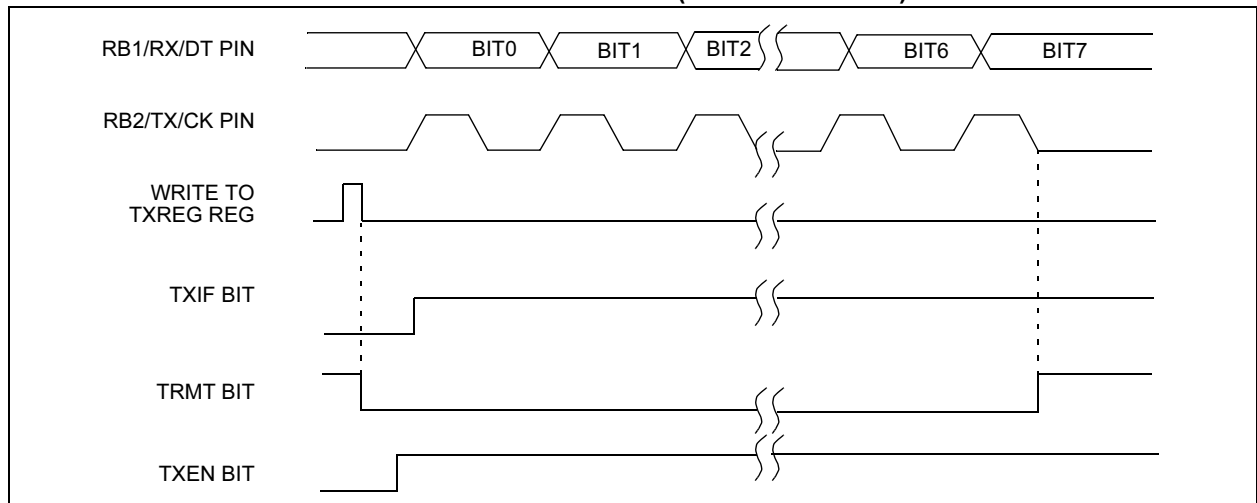 RB1/RX/DT PIN
BIT0 BIT1 BIT2 BIT6 BIT7
RB2/TX/CK PIN
WRITE TO
TXREG REG
TXIF BIT
TRMT BIT
TXEN BIT